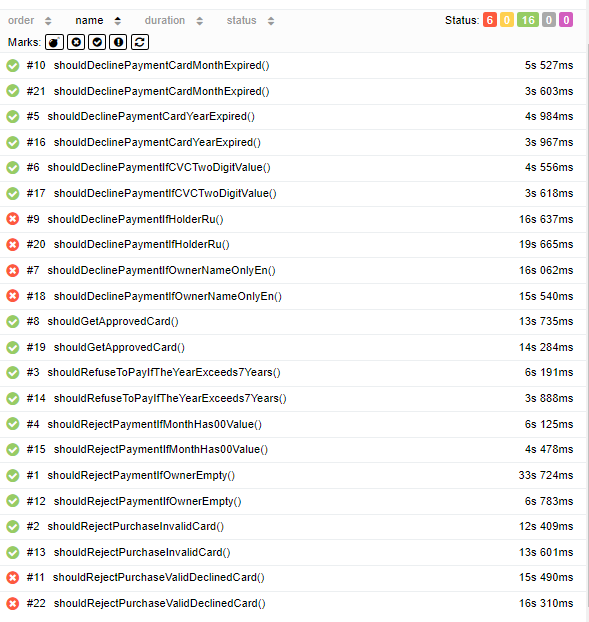 order name duration status Status: 6 0 16 0 0
Marks:
#10 shouldDeclinePaymentCardMonthExpired() 5s 527ms
#21 shouldDeclinePaymentCardMonthExpired() 3s 603ms
#5 shouldDeclinePaymentCardYearExpired() 4s 984ms
#16 shouldDeclinePaymentCardYearExpired() 3s 967ms
#6 shouldDeclinePaymentIfCVCTwoDigitValue() 4s 556ms
#17 shouldDeclinePaymentIfCVCTwoDigitValue() 3s 618ms
#9 shouldDeclinePaymentIfHolderRu() 16s 637ms
#20 shouldDeclinePaymentIfHolderRu() 19s 665ms
#7 shouldDeclinePaymentIfOwnerNameOnlyEn() 16s 062ms
#18 shouldDeclinePaymentIfOwnerNameOnlyEn() 15s 540ms
#8 shouldGetApprovedCard() 13s 735ms
#19 shouldGetApprovedCard() 14s 284ms
#3 shouldRefuseToPayIfTheYearExceeds7Years() 6s 191ms
#14 shouldRefuseToPayIfTheYearExceeds7Years() 3s 888ms
#4 shouldRejectPaymentIfMonthHas00Value() 6s 125ms
#15 shouldRejectPaymentIfMonthHas00Value() 4s 478ms
#1 shouldRejectPaymentIfOwnerEmpty() 33s 724ms
#12 shouldRejectPaymentIfOwnerEmpty() 6s 783ms
#2 shouldRejectPurchaseInvalidCard() 12s 409ms
#13 shouldRejectPurchaseInvalidCard() 13s 601ms
#11 shouldRejectPurchaseValidDeclinedCard() 15s 490ms
#22 shouldRejectPurchaseValidDeclinedCard() 16s 310ms